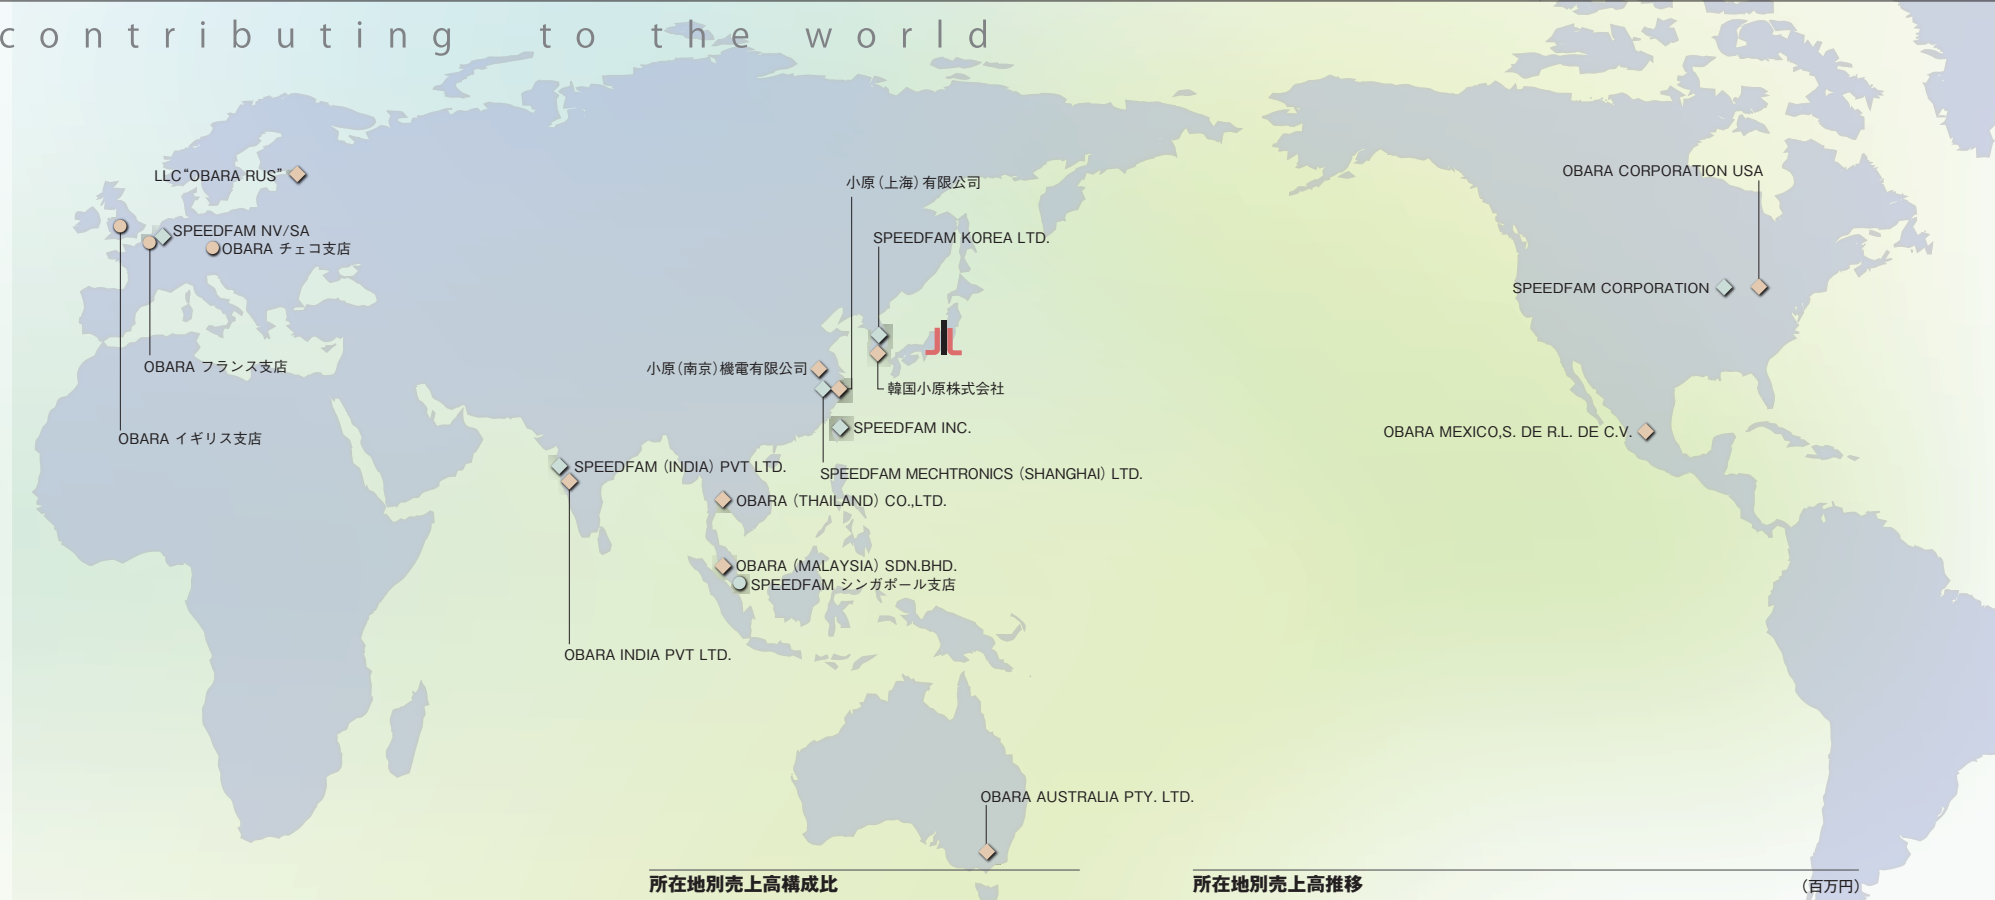 contributing to the world
LLC“OBARA RUS”
小原（上海）有限公司
OBARA CORPORATION USA
SPEEDFAM NV/SA
OBARA チェコ支店
SPEEDFAM KOREA LTD.
SPEEDFAM CORPORATION
OBARA フランス支店
小原（南京）機電有限公司
韓国小原株式会社
OBARA イギリス支店
SPEEDFAM INC.
OBARA MEXICO,S. DE R.L. DE C.V.
SPEEDFAM（INDIA）PVT LTD.
SPEEDFAM MECHTRONICS（SHANGHAI）LTD.
OBARA（THAILAND）CO.,LTD.
OBARA（MALAYSIA）SDN.BHD.
SPEEDFAM シンガポール支店
OBARA INDIA PVT LTD.
OBARA AUSTRALIA PTY. LTD.
所在地別売上高構成比
所在地別売上高推移
（百万円）